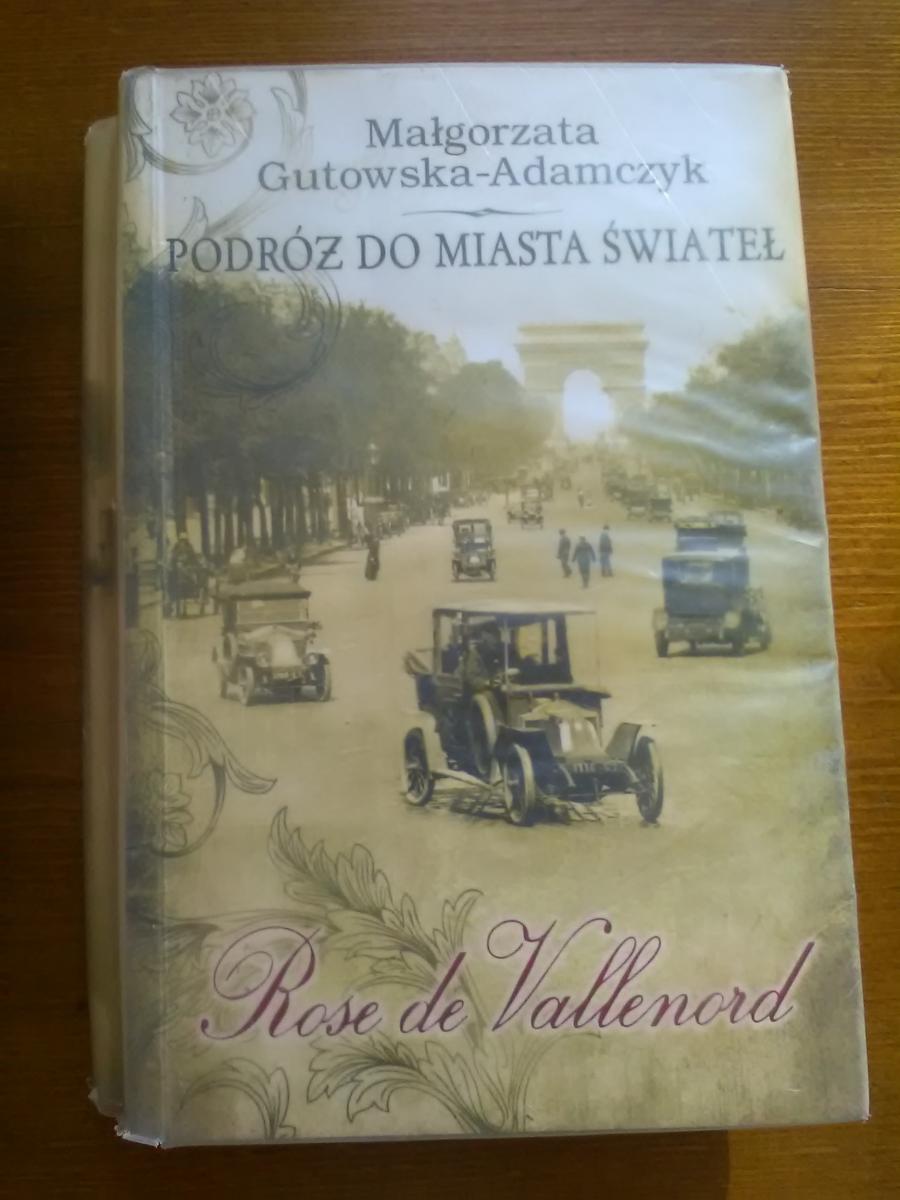 Małgorzata
Gutowska-Adamczyk
PODRÓŻ DO MIASTA ŚWIATEŁ
Rose de Vallenord